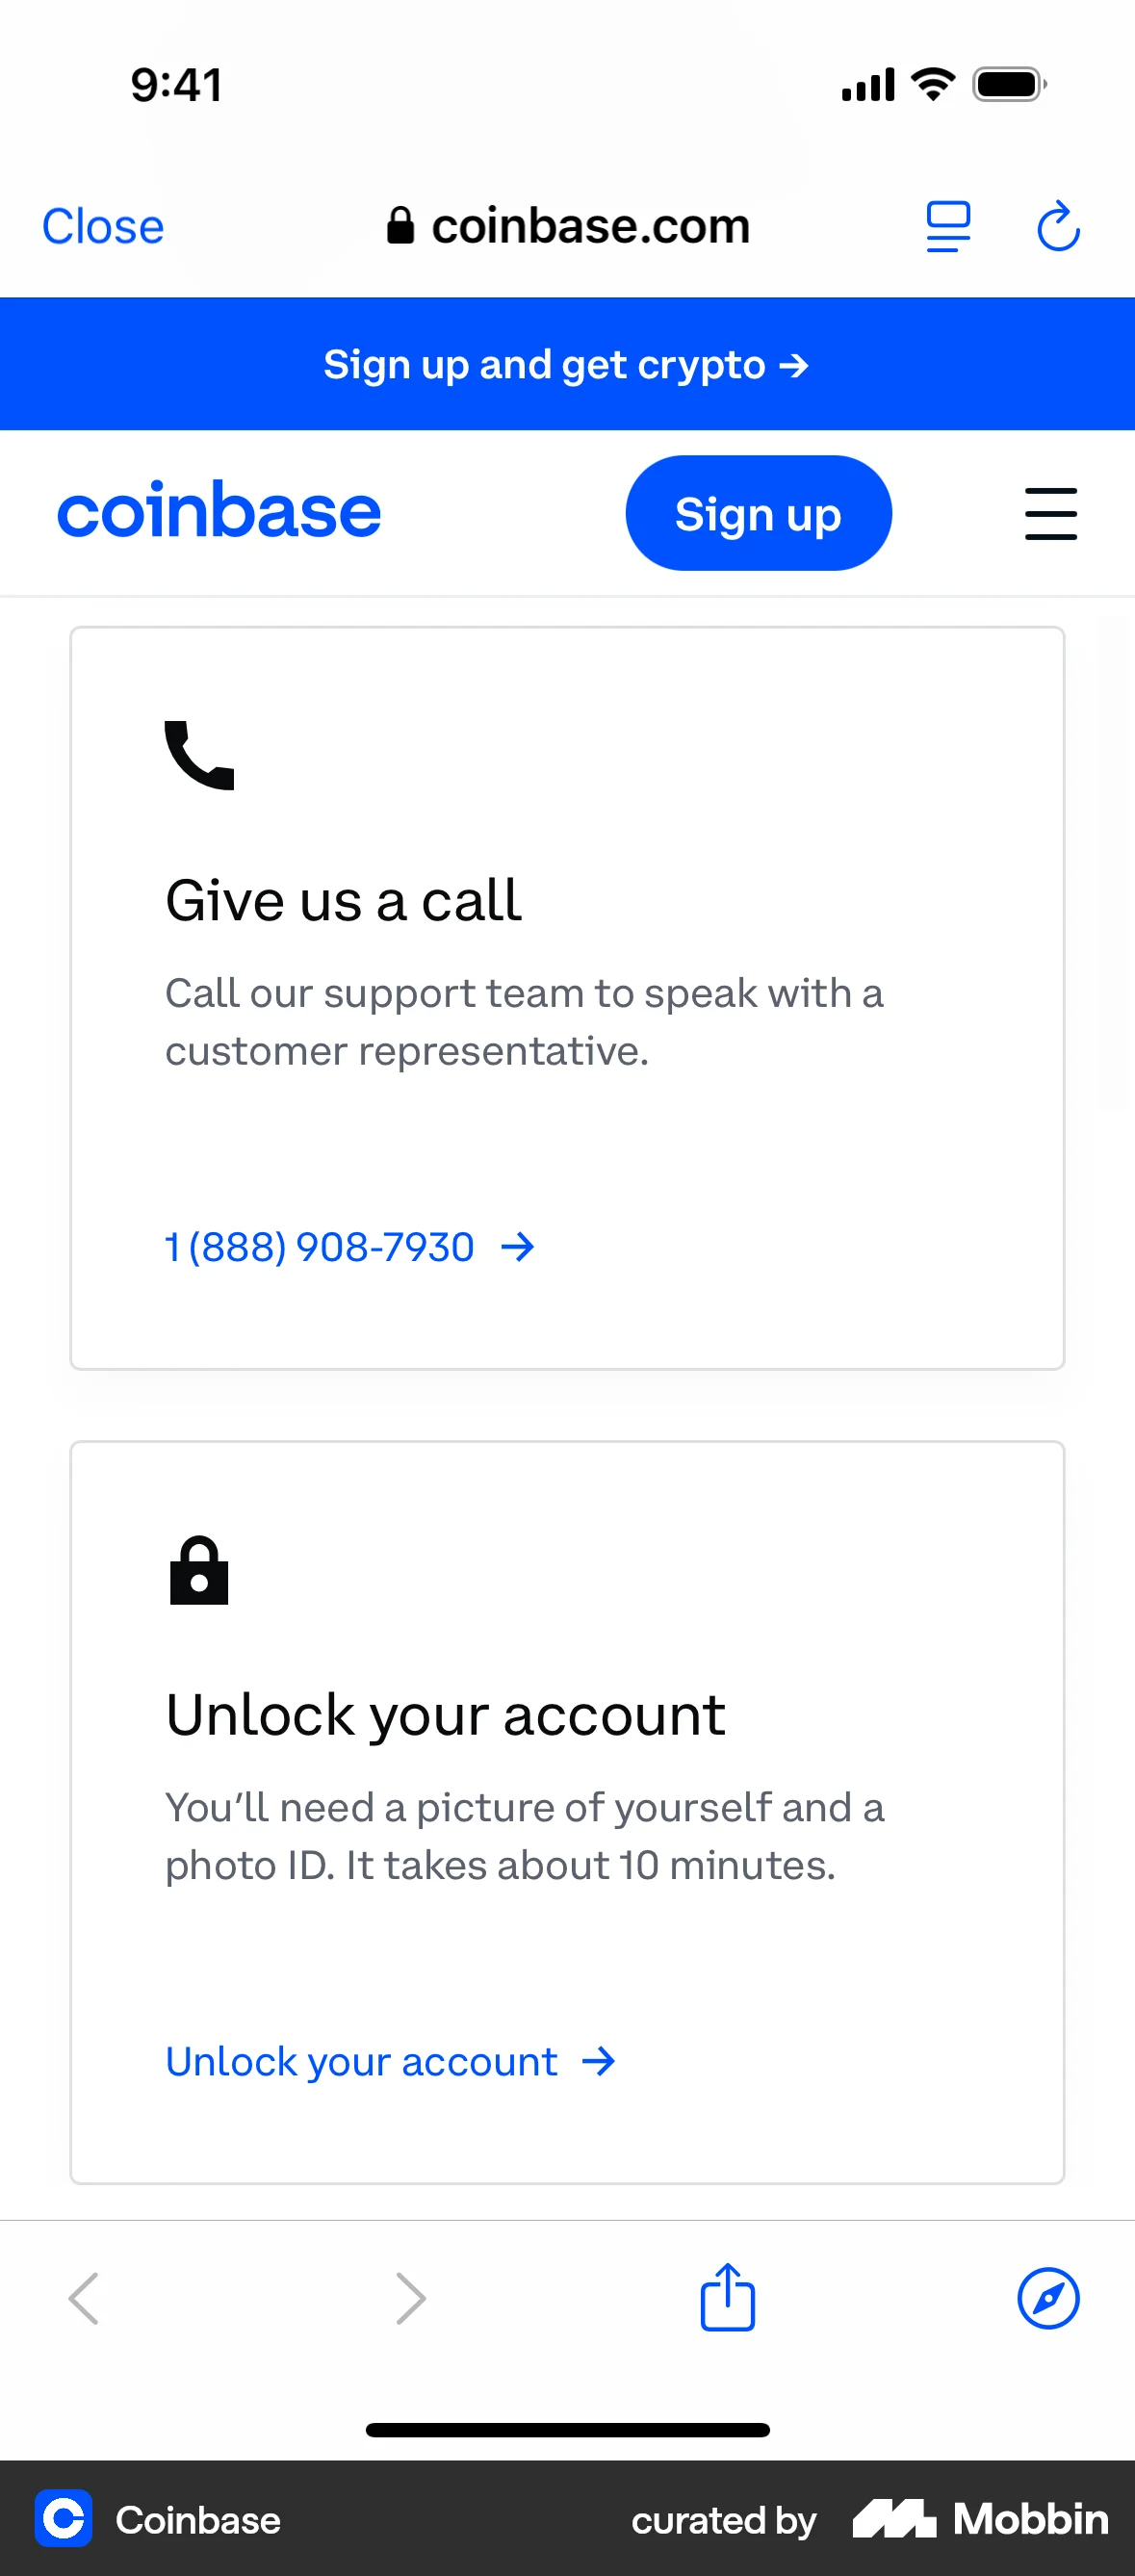 9:41
Close
coinbase.com
Sign up and get crypto →
coinbase
Sign up
Give us a call
Call our support team to speak with a
customer representative.
1 (888) 908-7930 →
Unlock your account
You’ll need a picture of yourself and a
photo ID. It takes about 10 minutes.
Unlock your account →
Coinbase
curated by
Mobbin